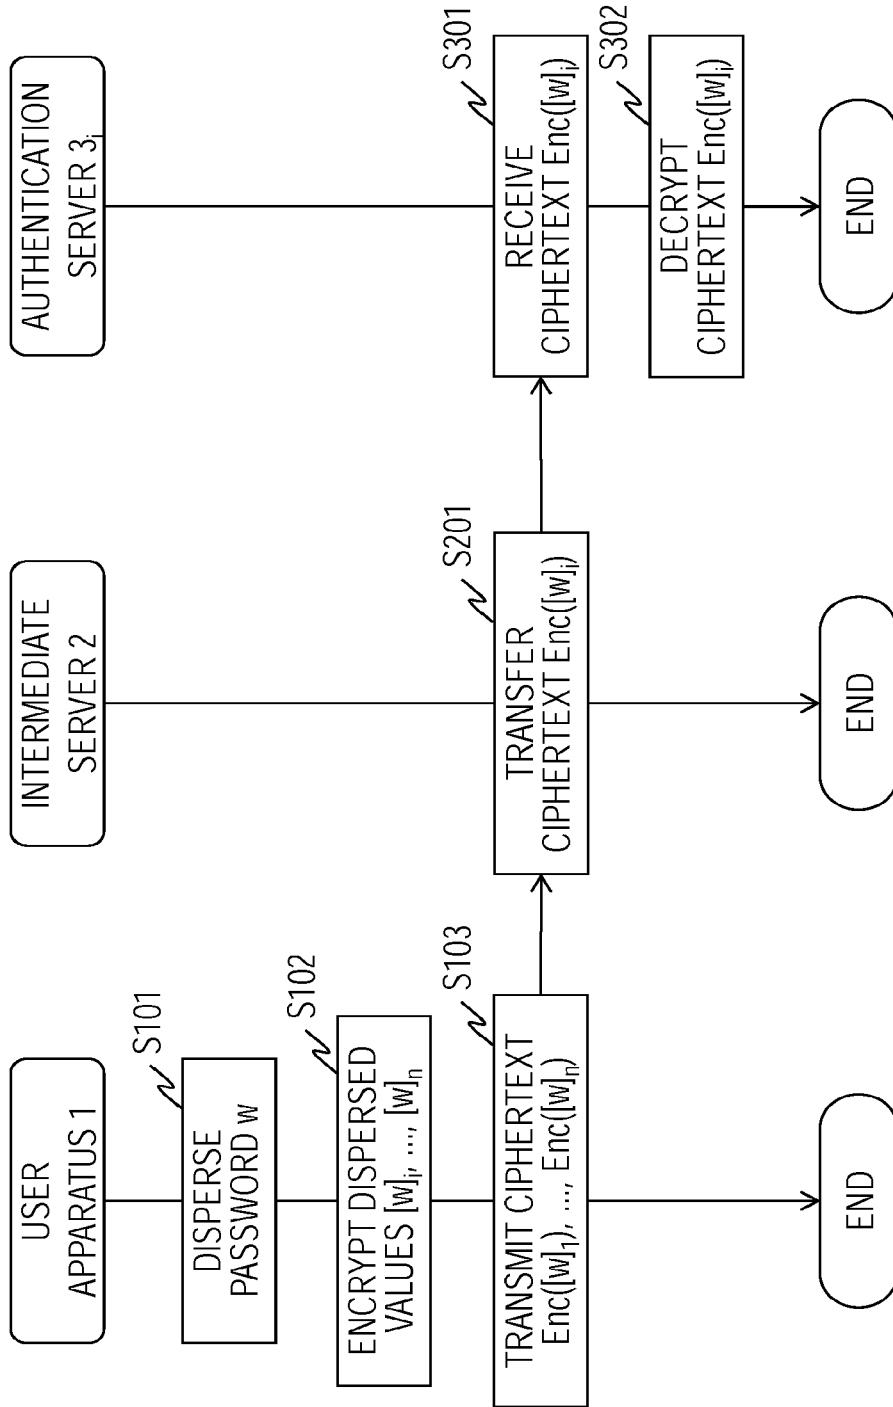 USER
APPARATUS 1
INTERMEDIATE
SERVER 2
AUTHENTICATION
SERVER 3i
S101
DISPERSE
PASSWORD w
S102
ENCRYPT DISPERSED
VALUES [w]i, ..., [w]n
S103
TRANSMIT CIPHERTEXT
Enc([w]1), ..., Enc([w]n)
S201
TRANSFER
CIPHERTEXT Enc([w]i)
S301
RECEIVE
CIPHERTEXT Enc([w]i)
S302
DECRYPT
CIPHERTEXT Enc([w]i)
END
END
END